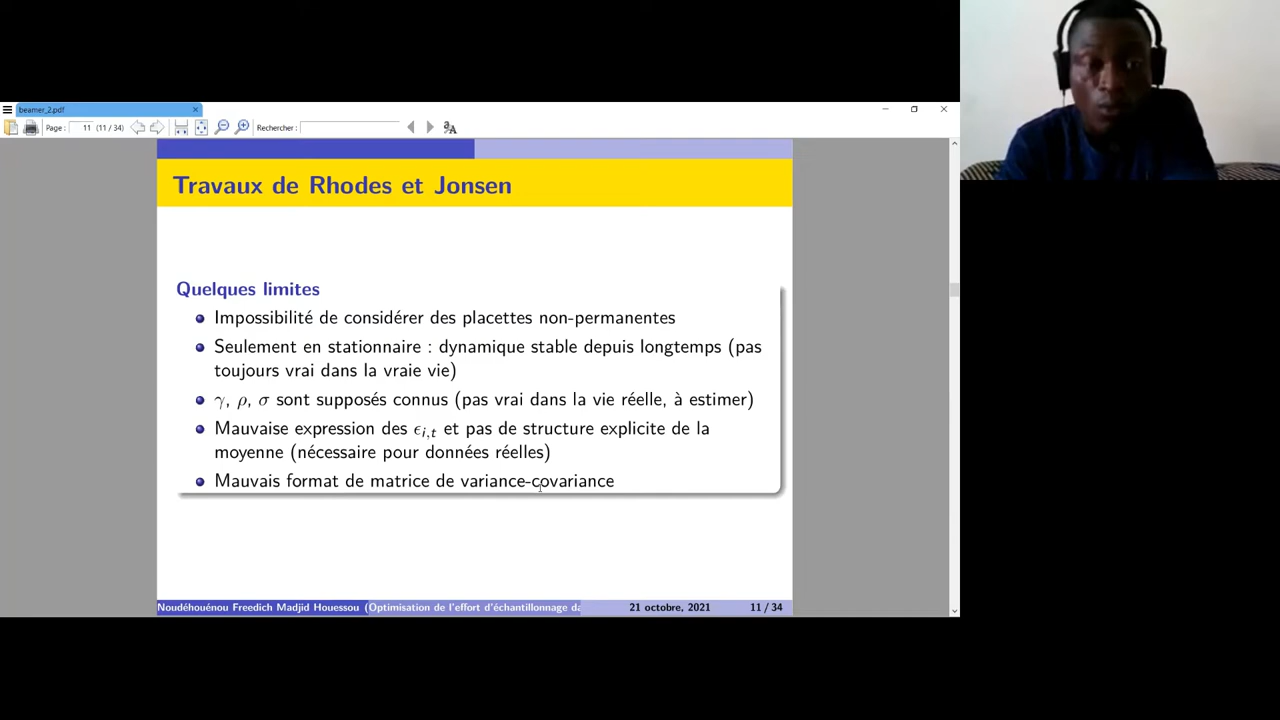 beamer_2.pdf
Page : 11 (11 / 34) Rechercher :
Travaux de Rhodes et Jonsen
Quelques limites
Impossibilité de considérer des placettes non-permanentes
Seulement en stationnaire : dynamique stable depuis longtemps (pas
toujours vrai dans la vraie vie)
γ, ρ, σ sont supposés connus (pas vrai dans la vie réelle, à estimer)
Mauvaise expression des ϵi,t et pas de structure explicite de la
moyenne (nécessaire pour données réelles)
Mauvais format de matrice de variance-covariance
Noudéhouénou Freedich Madjid Houessou (Optimisation de l'effort d'échantillonnage da 21 octobre, 2021 11 / 34